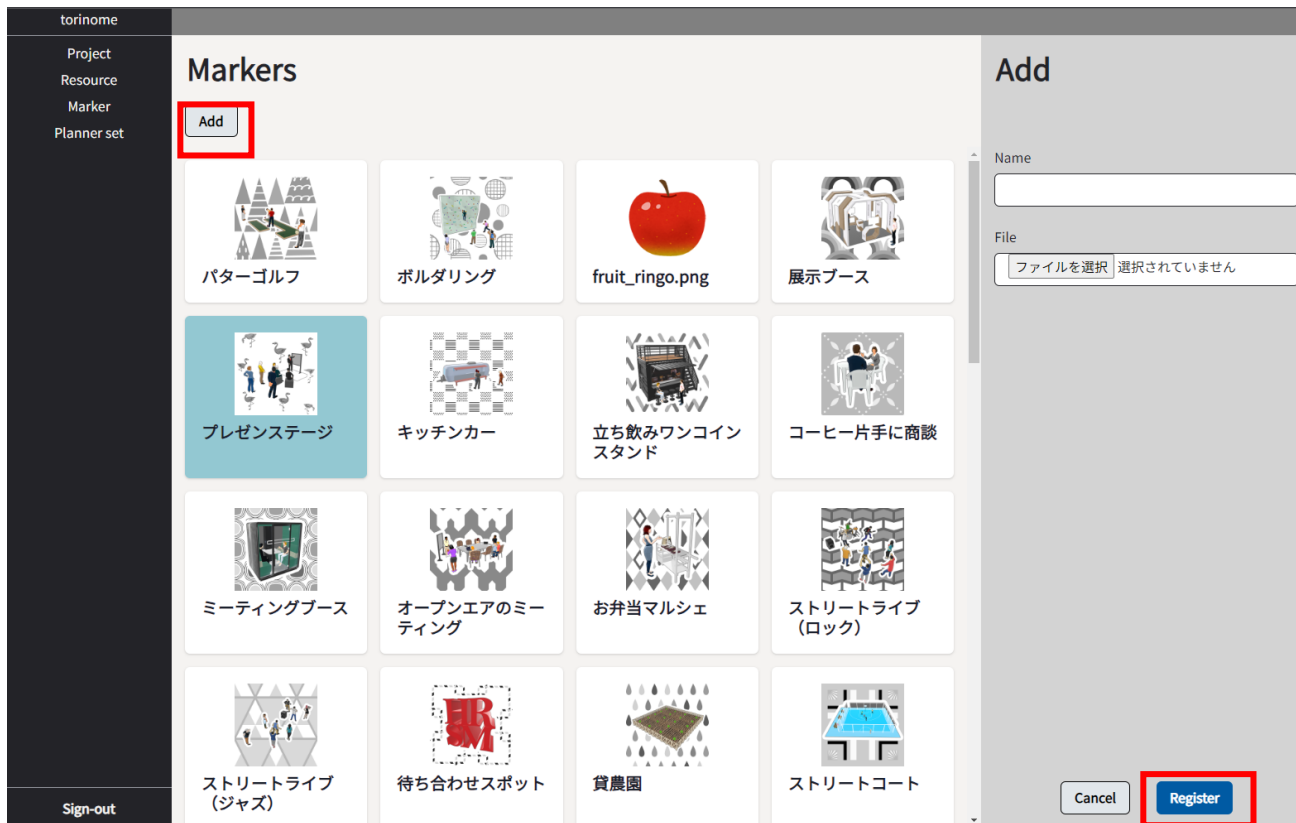 torinome
Project
Resource
Marker
Planner set
Sign-out
Markers
Add
パターゴルフ
ボルダリング
fruit_ringo.png
展示ブース
プレゼンステージ
キッチンカー
立ち飲みワンコイン
スタンド
コーヒー片手に商談
ミーティングブース
オープンエアのミー
ティング
お弁当マルシェ
ストリートライブ
（ロック）
ストリートライブ
（ジャズ）
待ち合わせスポット
貸農園
ストリートコート
Add
Name
File
ファイルを選択 選択されていません
Cancel
Register